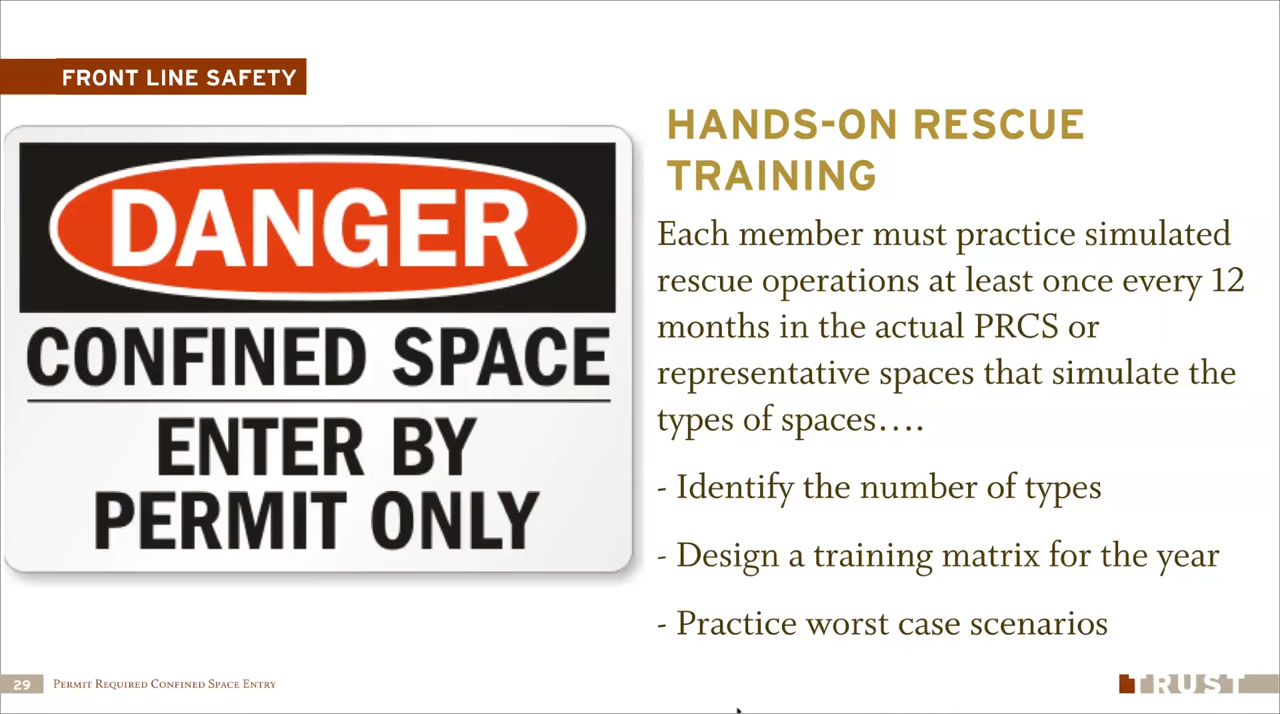 FRONT LINE SAFETY
DANGER
CONFINED SPACE
ENTER BY
PERMIT ONLY
HANDS-ON RESCUE
TRAINING
Each member must practice simulated
rescue operations at least once every 12
months in the actual PRCS or
representative spaces that simulate the
types of spaces….
- Identify the number of types
- Design a training matrix for the year
- Practice worst case scenarios
29
Permit Required Confined Space Entry
TRUST